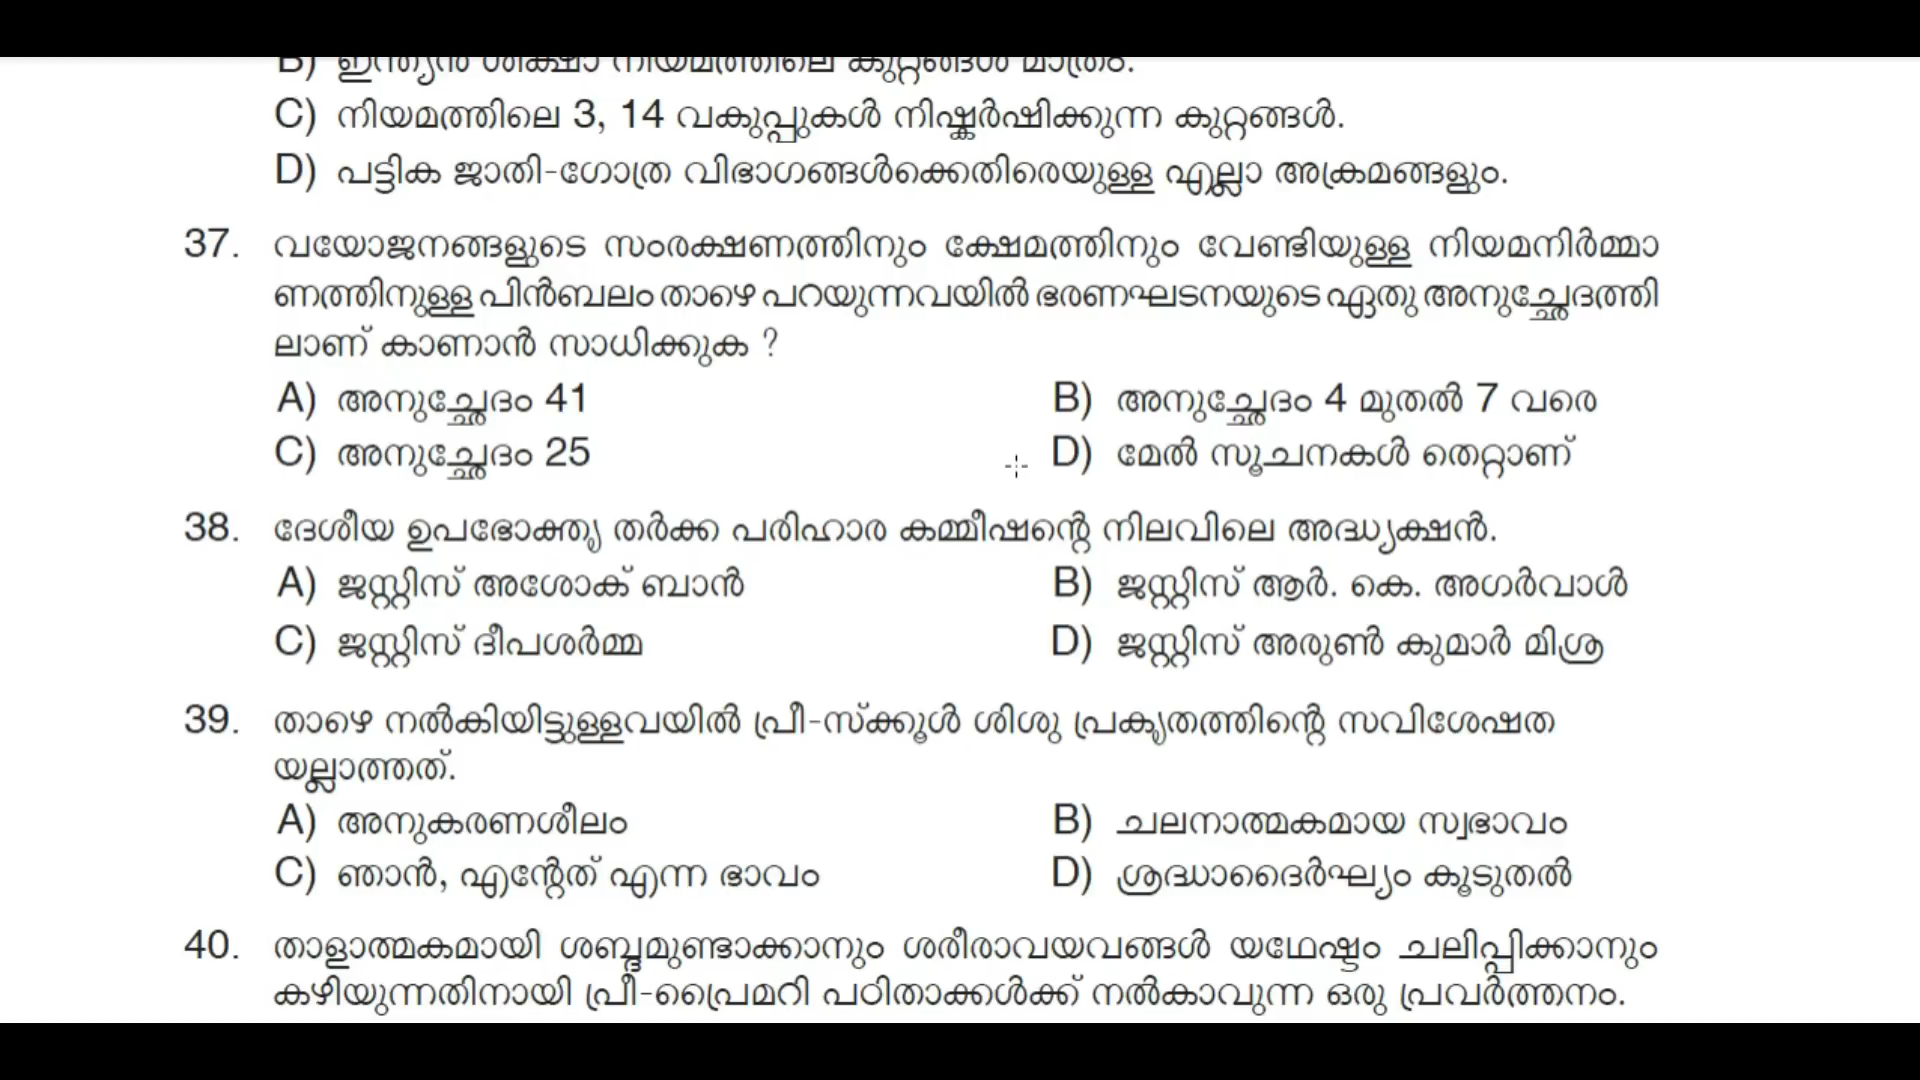 B) ഇന്ത്യൻ ശിക്ഷാ നിയമത്തിലെ കുറ്റങ്ങൾ മാത്രം.
C) നിയമത്തിലെ 3, 14 വകുപ്പുകൾ നിഷ്കർഷിക്കുന്ന കുറ്റങ്ങൾ.
D) പട്ടിക ജാതി-ഗോത്ര വിഭാഗങ്ങൾക്കെതിരെയുള്ള എല്ലാ അക്രമങ്ങളും.
37. വയോജനങ്ങളുടെ സംരക്ഷണത്തിനും ക്ഷേമത്തിനും വേണ്ടിയുള്ള നിയമനിർമ്മാ
ണത്തിനുള്ള പിൻബലം താഴെ പറയുന്നവയിൽ ഭരണഘടനയുടെ ഏതു അനുച്ഛേദത്തി
ലാണ് കാണാൻ സാധിക്കുക ?
A) അനുച്ഛേദം 41 B) അനുച്ഛേദം 4 മുതൽ 7 വരെ
C) അനുച്ഛേദം 25 D) മേൽ സൂചനകൾ തെറ്റാണ്
38. ദേശീയ ഉപഭോക്തൃ തർക്ക പരിഹാര കമ്മീഷന്റെ നിലവിലെ അദ്ധ്യക്ഷൻ.
A) ജസ്റ്റിസ് അശോക് ബാൻ B) ജസ്റ്റിസ് ആർ. കെ. അഗർവാൾ
C) ജസ്റ്റിസ് ദീപശർമ്മ D) ജസ്റ്റിസ് അരുൺ കുമാർ മിശ്ര
39. താഴെ നൽകിയിട്ടുള്ളവയിൽ പ്രീ-സ്ക്കൂൾ ശിശു പ്രകൃതത്തിന്റെ സവിശേഷത
യല്ലാത്തത്.
A) അനുകരണശീലം B) ചലനാത്മകമായ സ്വഭാവം
C) ഞാൻ, എന്റേത് എന്ന ഭാവം D) ശ്രദ്ധാദൈർഘ്യം കൂടുതൽ
40. താളാത്മകമായി ശബ്ദമുണ്ടാക്കാനും ശരീരാവയവങ്ങൾ യഥേഷ്ടം ചലിപ്പിക്കാനും
കഴിയുന്നതിനായി പ്രീ-പ്രൈമറി പഠിതാക്കൾക്ക് നൽകാവുന്ന ഒരു പ്രവർത്തനം.